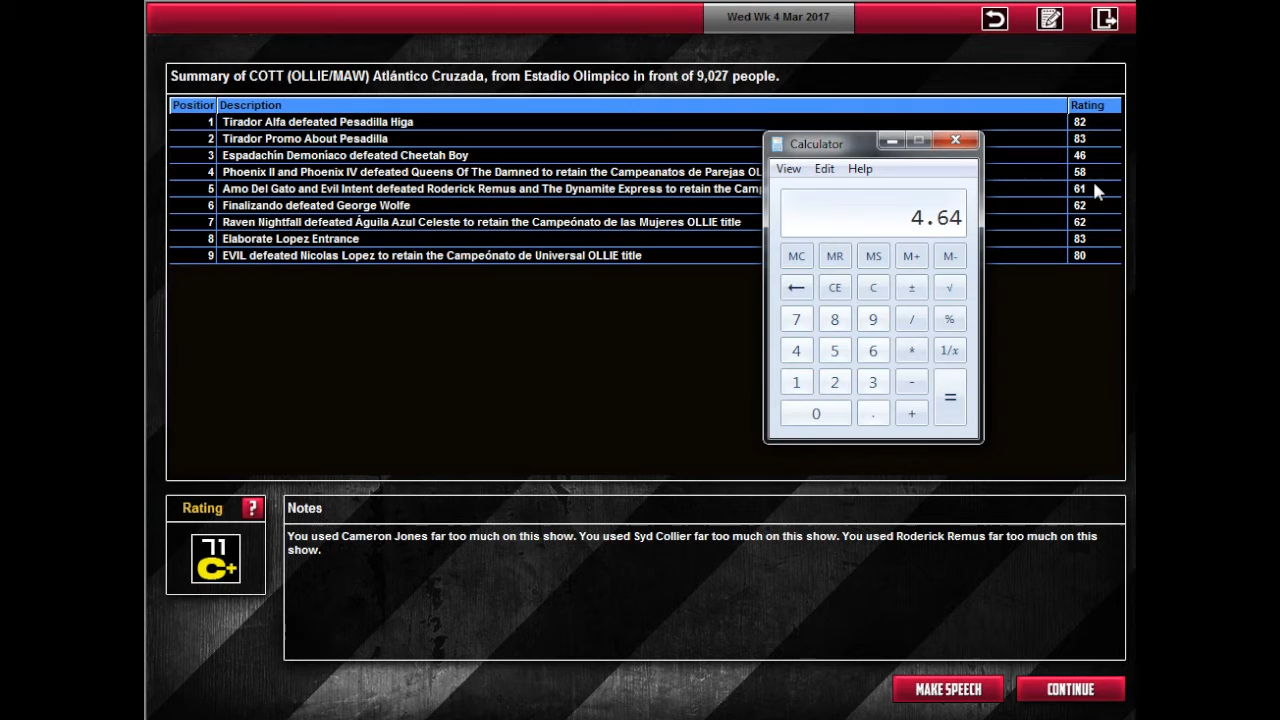 Wed Wk 4 Mar 2017
Summary of COTT (OLLIE/MAW) Atlántico Cruzada, from Estadio Olimpico in front of 9,027 people.
Position Description Rating
1 Tirador Alfa defeated Pesadilla Higa 82
2 Tirador Promo About Pesadilla 83
3 Espadachín Demoníaco defeated Cheetah Boy 46
4 Phoenix II and Phoenix IV defeated Queens Of The Damned to retain the Campeanatos de Parejas OL 58
5 Amo Del Gato and Evil Intent defeated Roderick Remus and The Dynamite Express to retain the Cam 61
6 Finalizando defeated George Wolfe 62
7 Raven Nightfall defeated Águila Azul Celeste to retain the Campeónato de las Mujeres OLLIE title 62
8 Elaborate Lopez Entrance 83
9 EVIL defeated Nicolas Lopez to retain the Campeónato de Universal OLLIE title 80
Calculator
View Edit Help
4.64
MC MR MS M+ M-
← CE C ± √
7 8 9 / %
4 5 6 * 1/x
1 2 3 - =
0 . +
Rating ?
71
C+
Notes
You used Cameron Jones far too much on this show. You used Syd Collier far too much on this show. You used Roderick Remus far too much on this
show.
MAKE SPEECH
CONTINUE